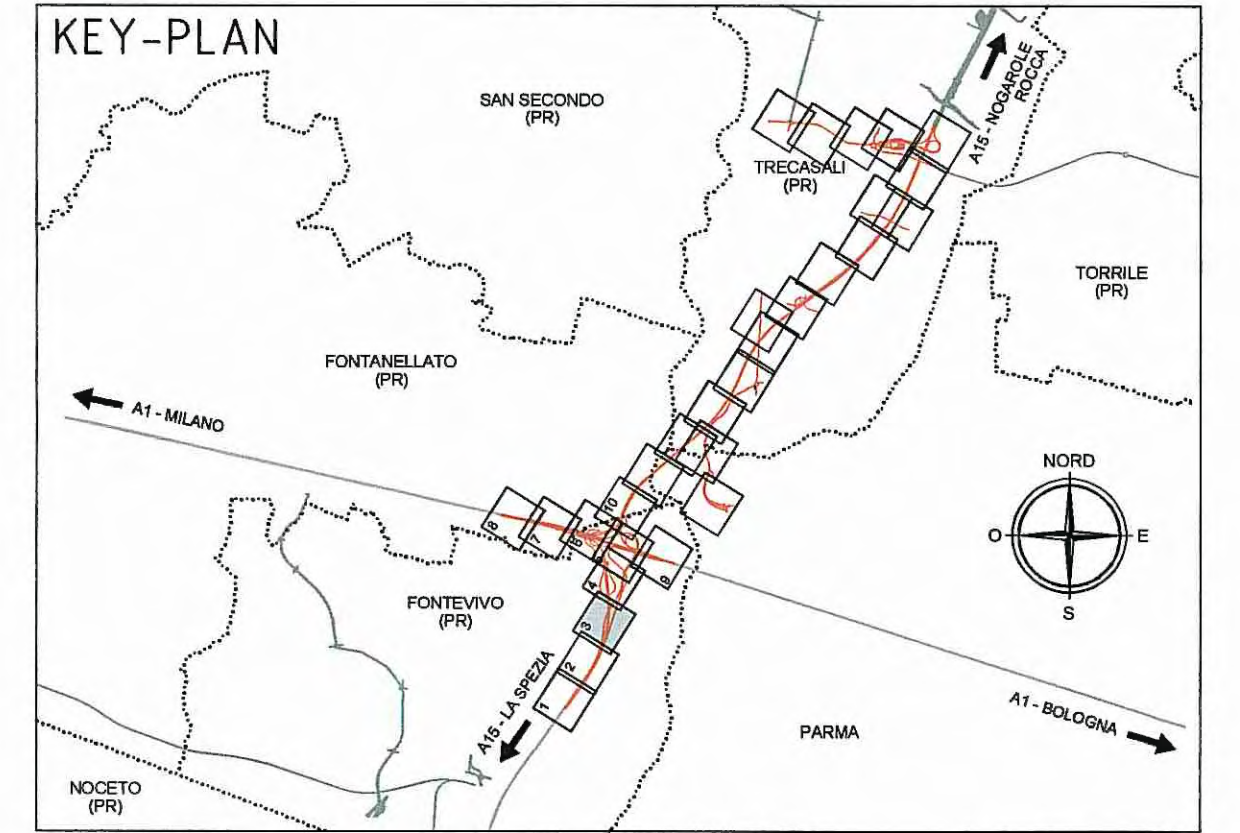 KEY-PLAN
SAN SECONDO
(PR)
A15 - NOGAROLE
ROCCA
TRECASALI
(PR)
TORRILE
(PR)
FONTANELLATO
(PR)
A1 - MILANO
NORD
O
E
S
10
8
7
6
5
9
4
3
2
1
FONTEVIVO
(PR)
A15 - LA SPEZIA
A1 - BOLOGNA
PARMA
NOCETO
(PR)